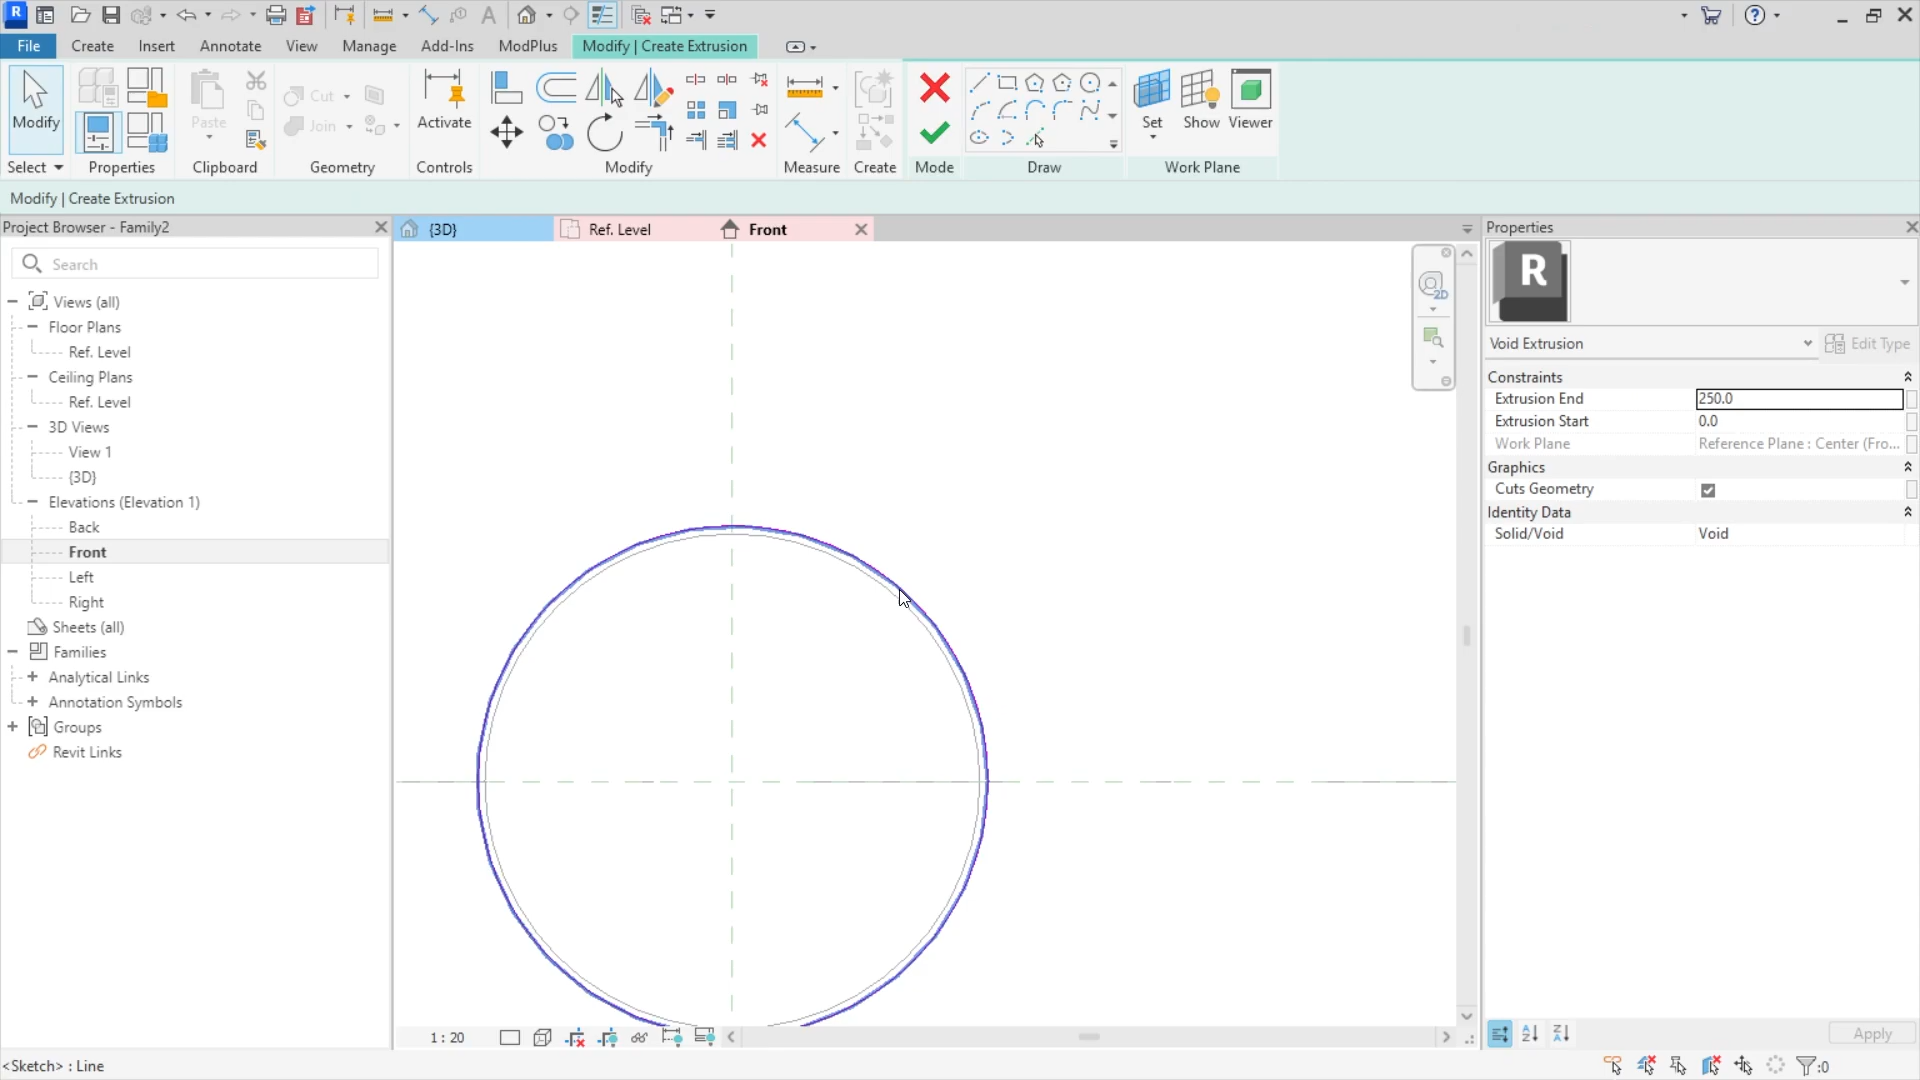 R
File
Create
Insert
Annotate
View
Manage
Add-Ins
ModPlus
Modify | Create Extrusion
Modify
Paste
Cut
Join
Activate
Set
Show
Viewer
Select
Properties
Clipboard
Geometry
Controls
Modify
Measure
Create
Mode
Draw
Work Plane
Modify | Create Extrusion
Project Browser - Family2
Search
Views (all)
Floor Plans
Ref. Level
Ceiling Plans
Ref. Level
3D Views
View 1
{3D}
Elevations (Elevation 1)
Back
Front
Left
Right
Sheets (all)
Families
Analytical Links
Annotation Symbols
Groups
Revit Links
{3D}
Ref. Level
Front
2D
1 : 20
Properties
R
Void Extrusion
Edit Type
Constraints
Extrusion End 250.0
Extrusion Start 0.0
Work Plane Reference Plane : Center (Fro...
Graphics
Cuts Geometry
Identity Data
Solid/Void Void
Apply
<Sketch> : Line
:0